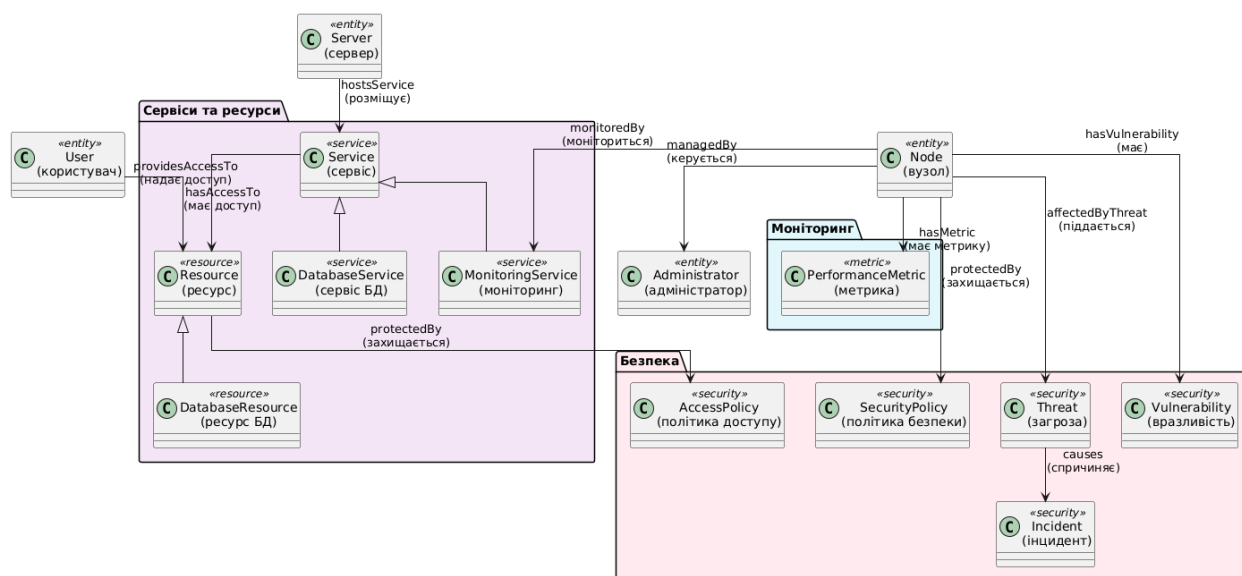 «entity»
C Server
(сервер)
hostsService
(розміщує)
Сервіси та ресурси
«entity»
C User
(користувач)
providesAccessTo
(надає доступ)
hasAccessTo
(має доступ)
«service»
C Service
(сервіс)
monitoredBy
(моніториться)
managedBy
(керується)
«entity»
C Node
(вузол)
hasVulnerability
(має)
«resource»
C Resource
(ресурс)
«service»
C DatabaseService
(сервіс БД)
«service»
C MonitoringService
(моніторинг)
«entity»
C Administrator
(адміністратор)
Моніторинг
hasMetric
(має метрику)
«metric»
C PerformanceMetric
(метрика)
protectedBy
(захищається)
affectedByThreat
(піддається)
protectedBy
(захищається)
Безпека
«resource»
C DatabaseResource
(ресурс БД)
«security»
C AccessPolicy
(політика доступу)
«security»
C SecurityPolicy
(політика безпеки)
«security»
C Threat
(загроза)
«security»
C Vulnerability
(вразливість)
causes
(спричиняє)
«security»
C Incident
(інцидент)